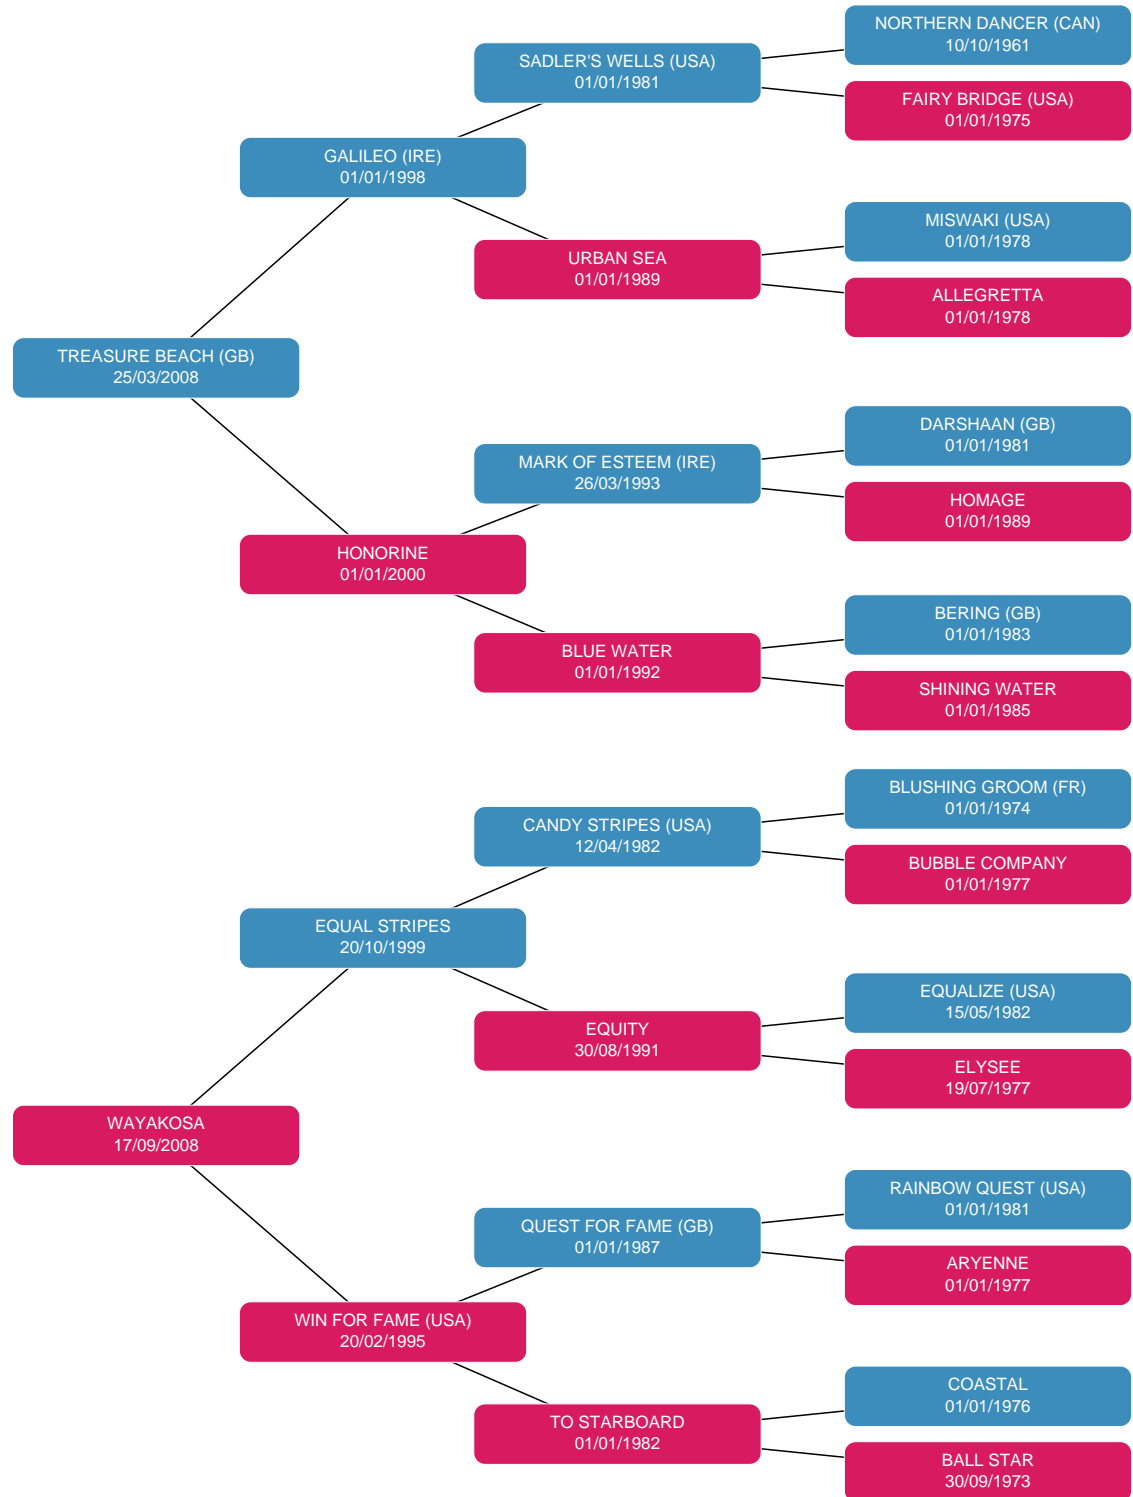 NORTHERN DANCER (CAN)
10/10/1961
SADLER'S WELLS (USA)
01/01/1981
FAIRY BRIDGE (USA)
01/01/1975
GALILEO (IRE)
01/01/1998
MISWAKI (USA)
01/01/1978
URBAN SEA
01/01/1989
ALLEGRETTA
01/01/1978
TREASURE BEACH (GB)
25/03/2008
DARSHAAN (GB)
01/01/1981
MARK OF ESTEEM (IRE)
26/03/1993
HOMAGE
01/01/1989
HONORINE
01/01/2000
BERING (GB)
01/01/1983
BLUE WATER
01/01/1992
SHINING WATER
01/01/1985
BLUSHING GROOM (FR)
01/01/1974
CANDY STRIPES (USA)
12/04/1982
BUBBLE COMPANY
01/01/1977
EQUAL STRIPES
20/10/1999
EQUALIZE (USA)
15/05/1982
EQUITY
30/08/1991
ELYSEE
19/07/1977
WAYAKOSA
17/09/2008
RAINBOW QUEST (USA)
01/01/1981
QUEST FOR FAME (GB)
01/01/1987
ARYENNE
01/01/1977
WIN FOR FAME (USA)
20/02/1995
COASTAL
01/01/1976
TO STARBOARD
01/01/1982
BALL STAR
30/09/1973